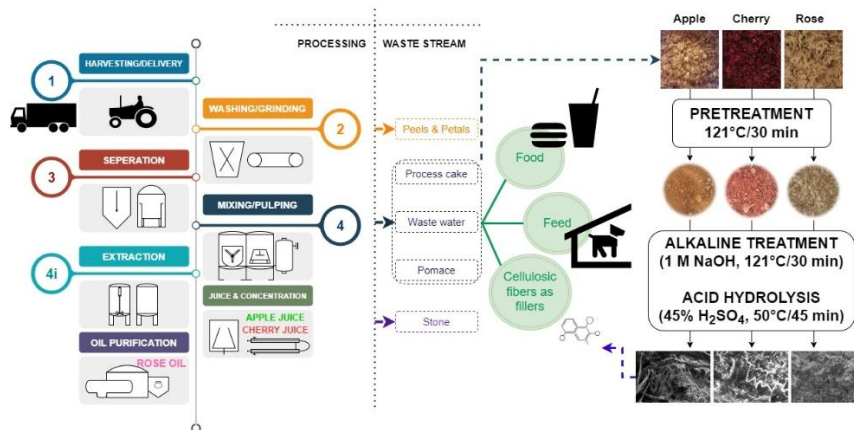 PROCESSING
WASTE STREAM
HARVESTING/DELIVERY
1
WASHING/GRINDING
2
SEPERATION
3
MIXING/PULPING
4
EXTRACTION
4i
JUICE & CONCENTRATION
APPLE JUICE
CHERRY JUICE
OIL PURIFICATION
ROSE OIL
Peels & Petals
Process cake
Waste water
Pomace
Stone
Food
Feed
Cellulosic
fibers as
fillers
Apple Cherry Rose
PRETREATMENT
121°C/30 min
ALKALINE TREATMENT
(1 M NaOH, 121°C/30 min)
ACID HYDROLYSIS
(45% H₂SO₄, 50°C/45 min)